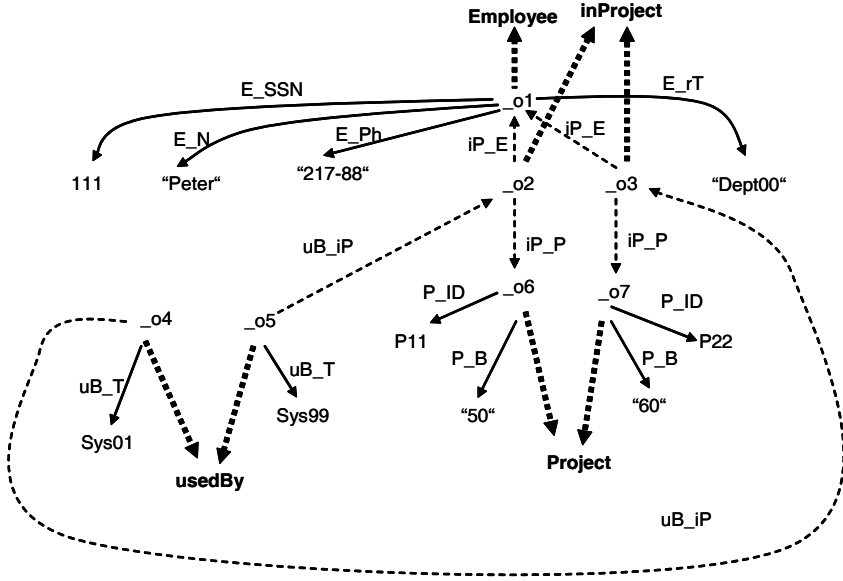 Employee inProject
E_SSN _o1 E_rT
E_N E_Ph iP_E iP_E
111 “Peter“ “217-88“ _o2 _o3 “Dept00“
uB_iP iP_P iP_P
_o4 _o5 P_ID _o6 _o7 P_ID
P11 P22
uB_T uB_T P_B P_B
Sys01 Sys99 “50“ “60“
usedBy Project
uB_iP